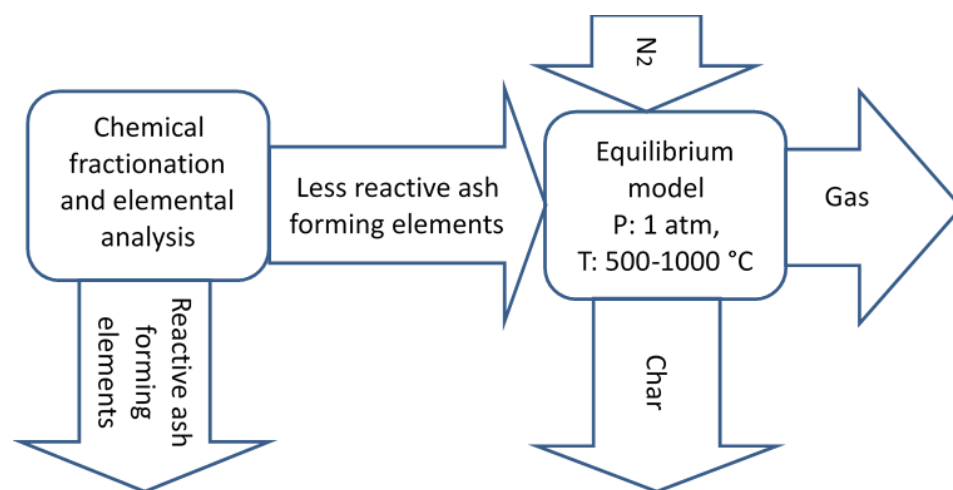 N₂
Chemical
fractionation
and elemental
analysis
Less reactive ash
forming elements
Equilibrium
model
P: 1 atm,
T: 500-1000 °C
Gas
Reactive ash
forming
elements
Char